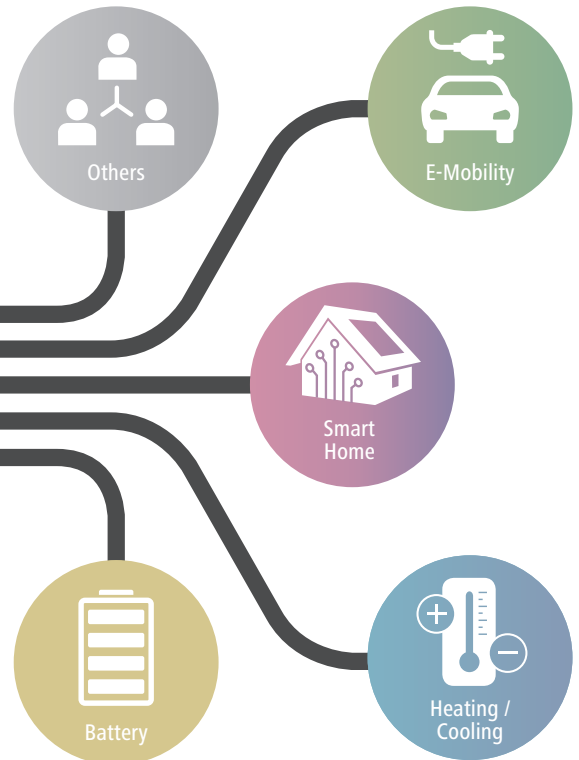 Others
E-Mobility
Smart
Home
Battery
Heating /
Cooling